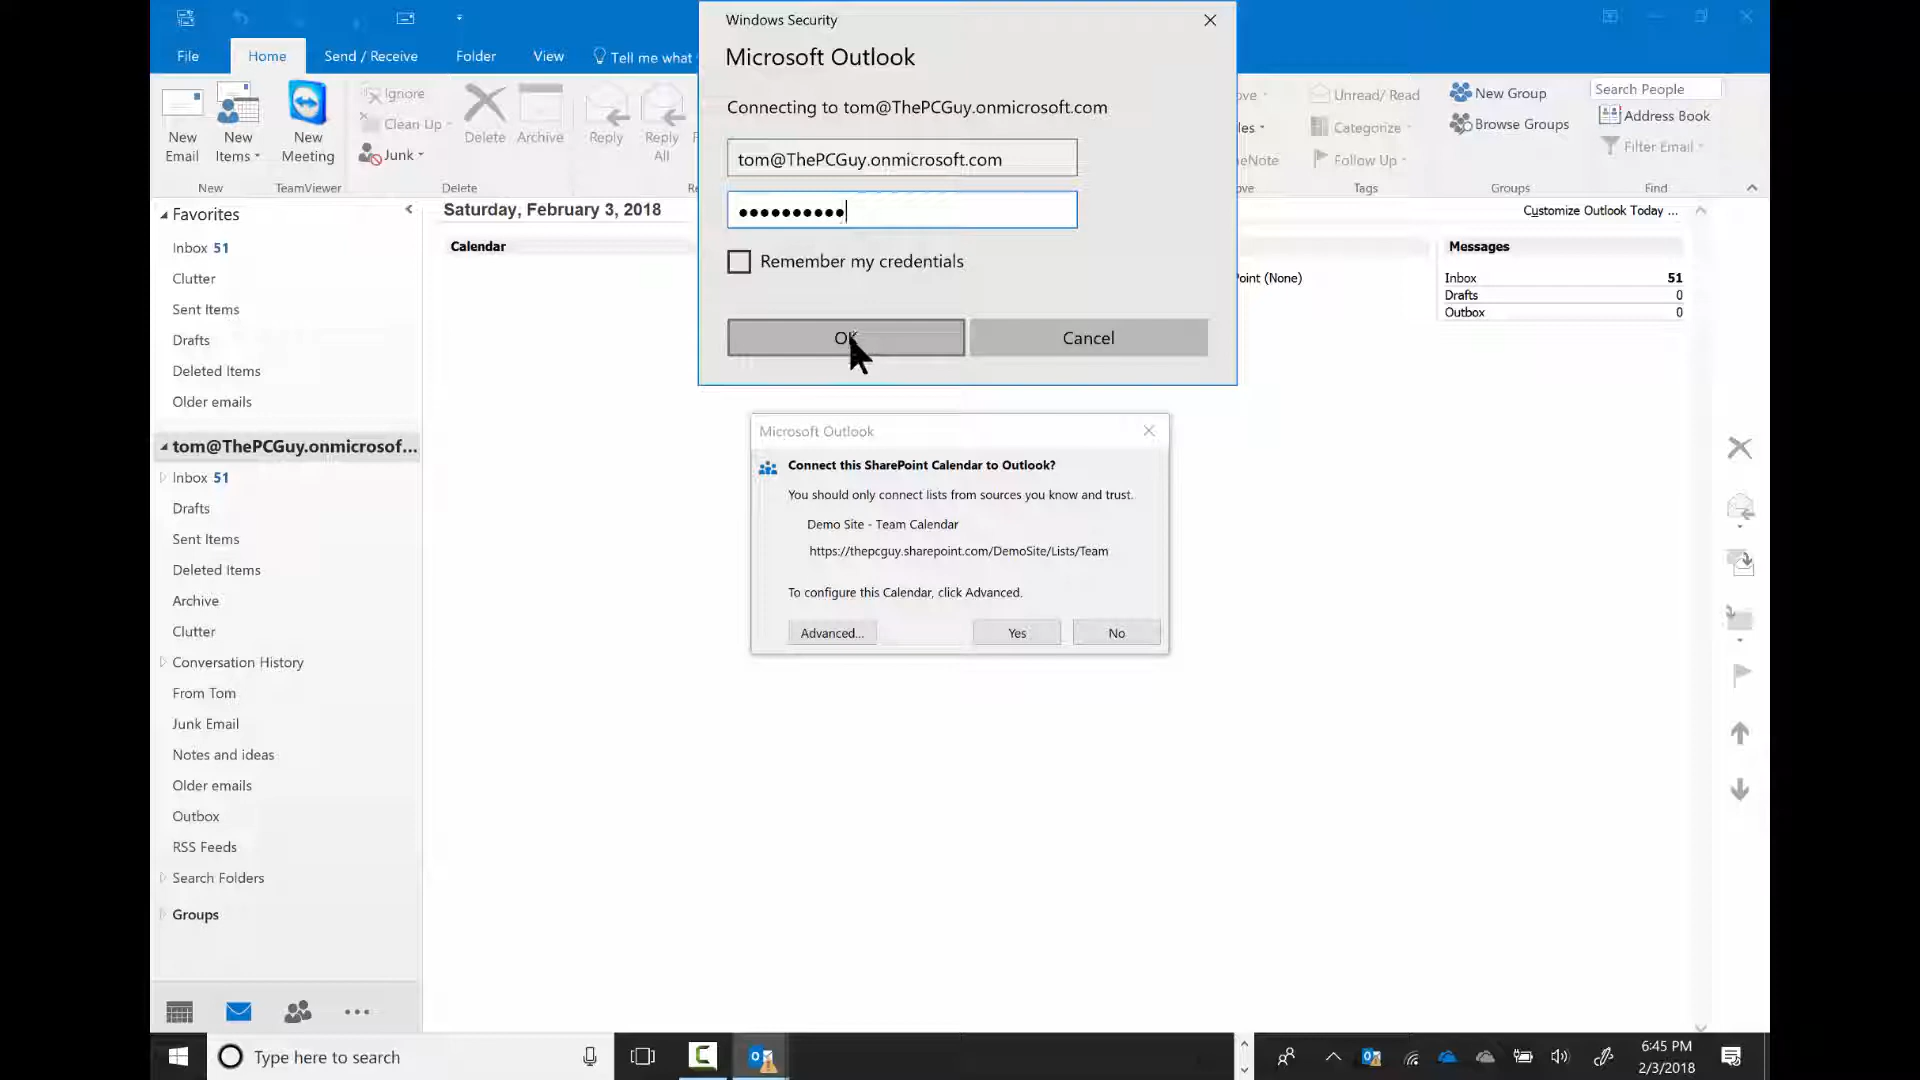 File
Home
Send / Receive
Folder
View
Tell me what
New Email
New Items
New Meeting
Ignore
Clean Up
Junk
Delete
Archive
Reply
Reply All
New
TeamViewer
Delete
Windows Security
Microsoft Outlook
Connecting to tom@ThePCGuy.onmicrosoft.com
tom@ThePCGuy.onmicrosoft.com
●●●●●●●●●●
Remember my credentials
Cancel
Unread/ Read
Categorize
Follow Up
Tags
New Group
Browse Groups
Groups
Search People
Address Book
Filter Email
Find
Favorites
Inbox 51
Clutter
Sent Items
Drafts
Deleted Items
Older emails
tom@ThePCGuy.onmicrosof...
Inbox 51
Drafts
Sent Items
Deleted Items
Archive
Clutter
Conversation History
From Tom
Junk Email
Notes and ideas
Older emails
Outbox
RSS Feeds
Search Folders
Groups
Saturday, February 3, 2018
Calendar
Customize Outlook Today ...
Messages
Inbox 51
Drafts 0
Outbox 0
(None)
Microsoft Outlook
Connect this SharePoint Calendar to Outlook?
You should only connect lists from sources you know and trust.
Demo Site - Team Calendar
https://thepcguy.sharepoint.com/DemoSite/Lists/Team
To configure this Calendar, click Advanced.
Advanced...
Yes
No
Type here to search
6:45 PM
2/3/2018